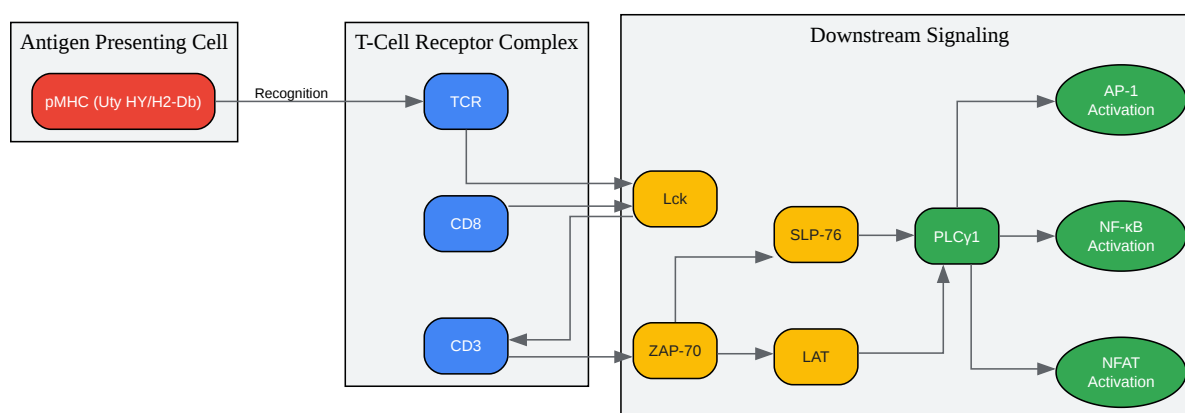 Antigen Presenting Cell
pMHC (Uty HY/H2-Db)
Recognition
T-Cell Receptor Complex
TCR
CD8
CD3
Downstream Signaling
Lck
ZAP-70
SLP-76
LAT
PLCγ1
AP-1
Activation
NF-κB
Activation
NFAT
Activation